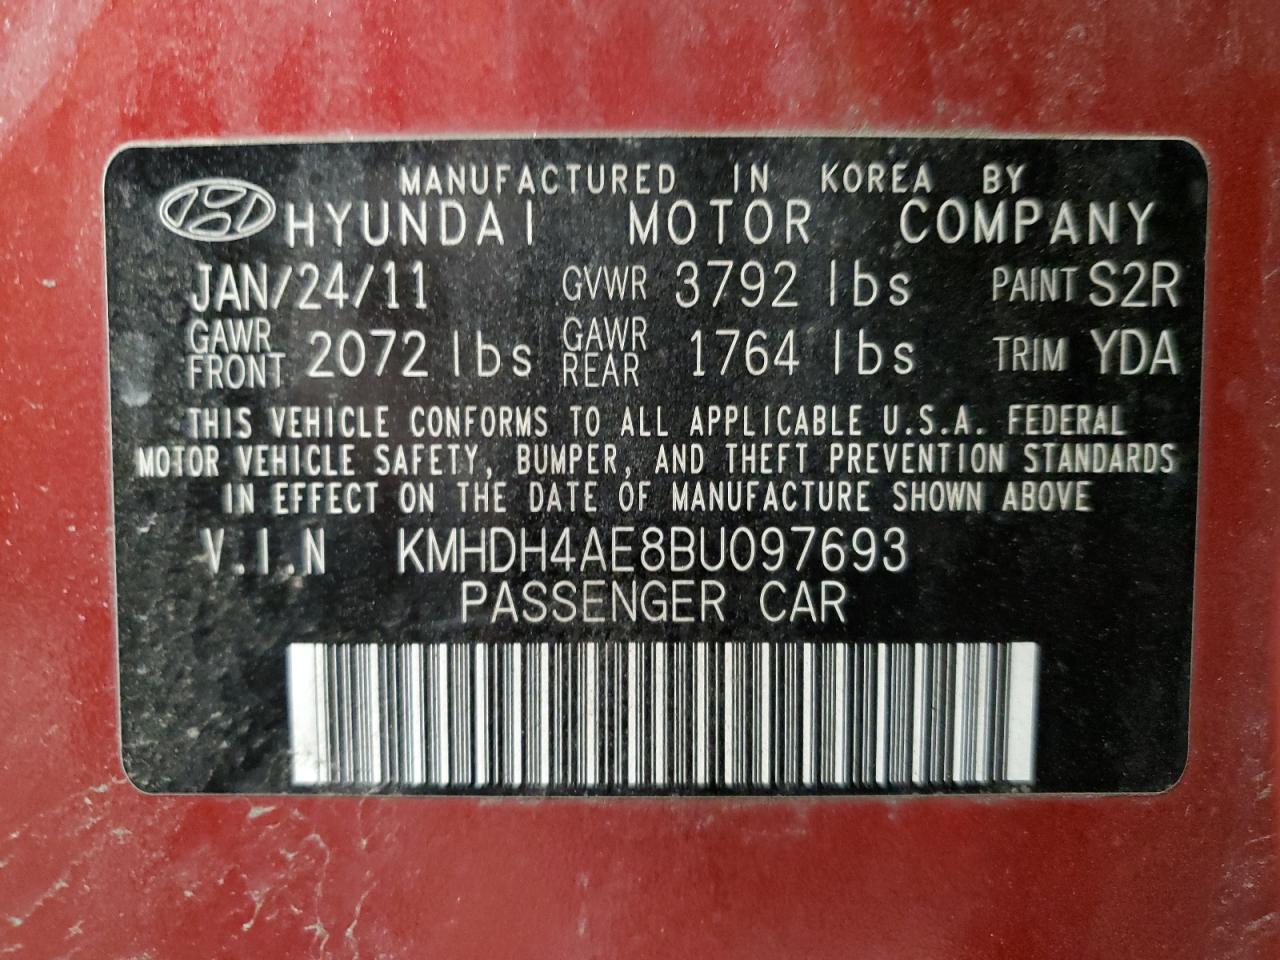 MANUFACTURED IN KOREA BY
HYUNDAI MOTOR COMPANY
JAN/24/11 GVWR 3792 lbs PAINT S2R
GAWR FRONT 2072 lbs GAWR REAR 1764 lbs TRIM YDA
THIS VEHICLE CONFORMS TO ALL APPLICABLE U.S.A. FEDERAL
MOTOR VEHICLE SAFETY, BUMPER, AND THEFT PREVENTION STANDARDS
IN EFFECT ON THE DATE OF MANUFACTURE SHOWN ABOVE
V.I.N KMHDH4AE8BU097693
PASSENGER CAR